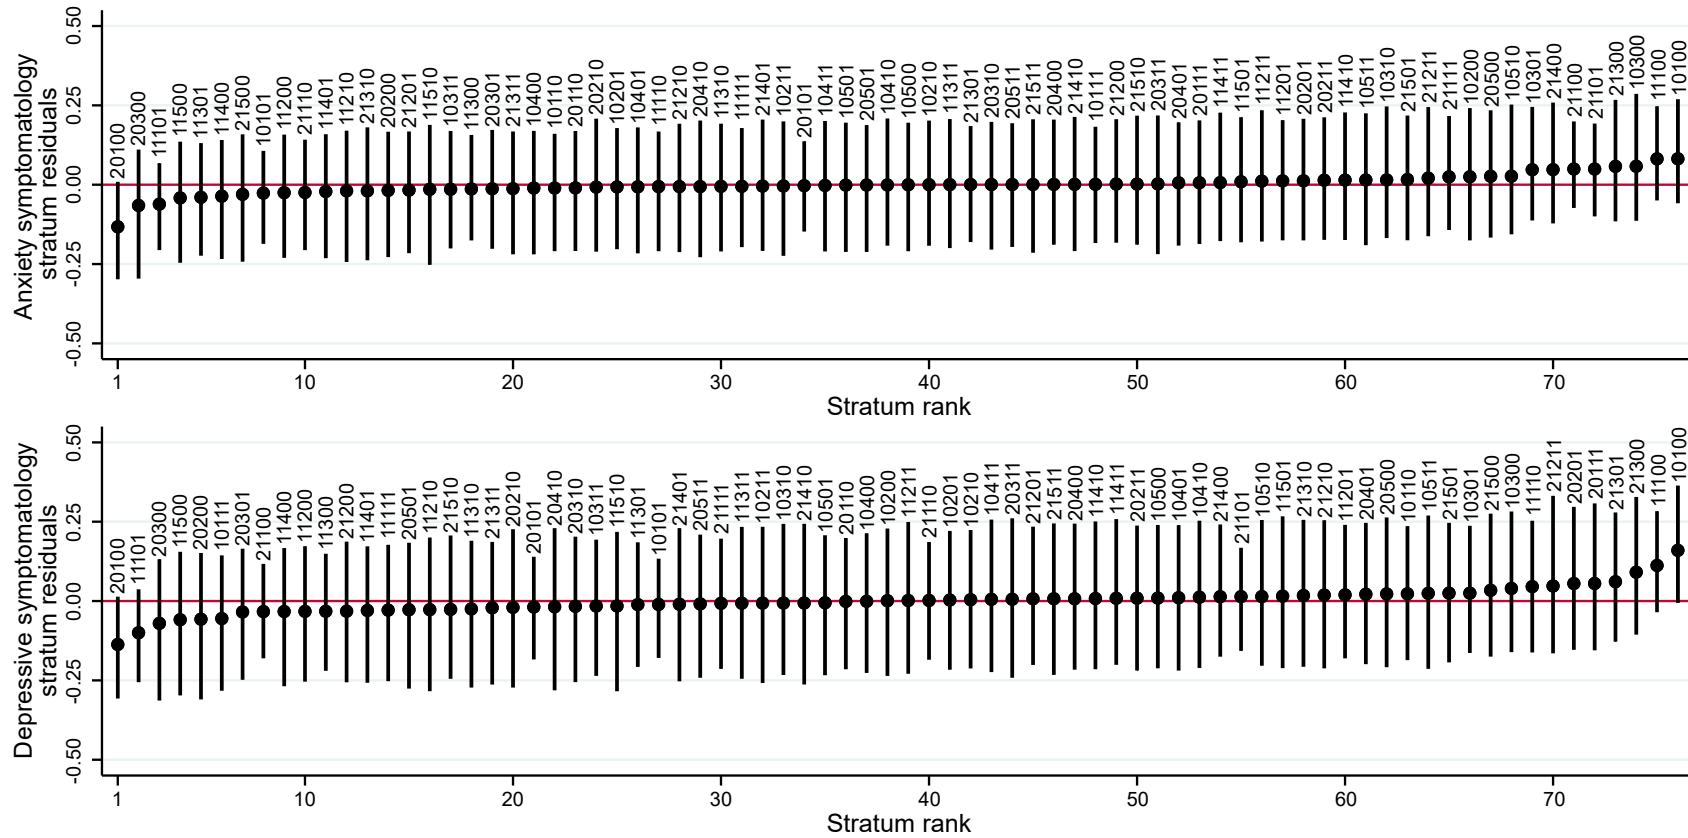 Anxiety symptomatology
stratum residuals
0.50
0.25
0.00
-0.25
-0.50
20100 20300 11101 11500 11301 11400 21500 10101 11200 21110 11401 11210 21310 20200 21201 11510 10311 11300 20301 21311 10400 10110 20110 20210 10201 10401 11110 21210 20410 11310 11111 21401 10211 20101 10411 10501 20501 10410 10500 10210 11311 21301 20310 20511 21511 20400 21410 10111 21200 21510 20311 20401 20111 11411 11501 11211 11201 20201 20211 11410 10511 10310 21501 21211 21111 10200 20500 10510 10301 21400 21100 21101 21300 10300 11100 10100
1 10 20 30 40 50 60 70
Stratum rank
Depressive symptomatology
stratum residuals
0.50
0.25
0.00
-0.25
-0.50
20100 11101 20300 11500 20200 10111 20301 21100 11400 11200 11300 21200 11401 11111 20501 11210 21510 11310 21311 20210 20101 20410 20310 10311 11510 11301 10101 21401 20511 21111 11311 10211 10310 21410 10501 20110 10400 10200 11211 21110 10201 10210 10411 20311 21201 21511 20400 11410 11411 20211 10500 10401 10410 21400 21101 10510 11501 21310 21210 11201 20401 20500 10110 10511 21501 10301 21500 10300 11110 21211 20201 20111 21301 21300 11100 10100
1 10 20 30 40 50 60 70
Stratum rank